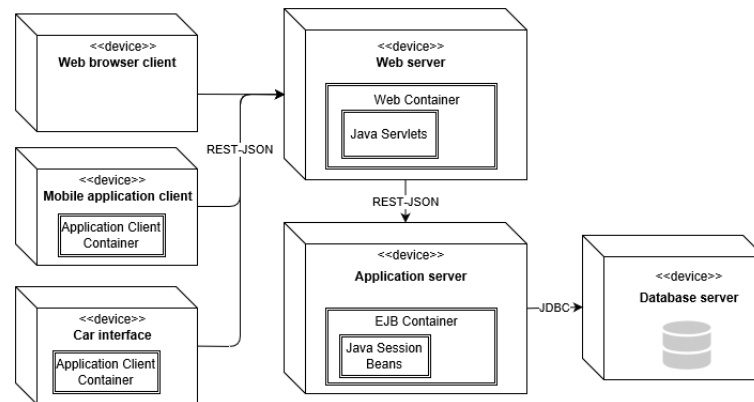 <<device>>
Web browser client
<<device>>
Mobile application client
Application Client
Container
<<device>>
Car interface
Application Client
Container
REST-JSON
<<device>>
Web server
Web Container
Java Servlets
REST-JSON
<<device>>
Application server
EJB Container
Java Session
Beans
JDBC
<<device>>
Database server